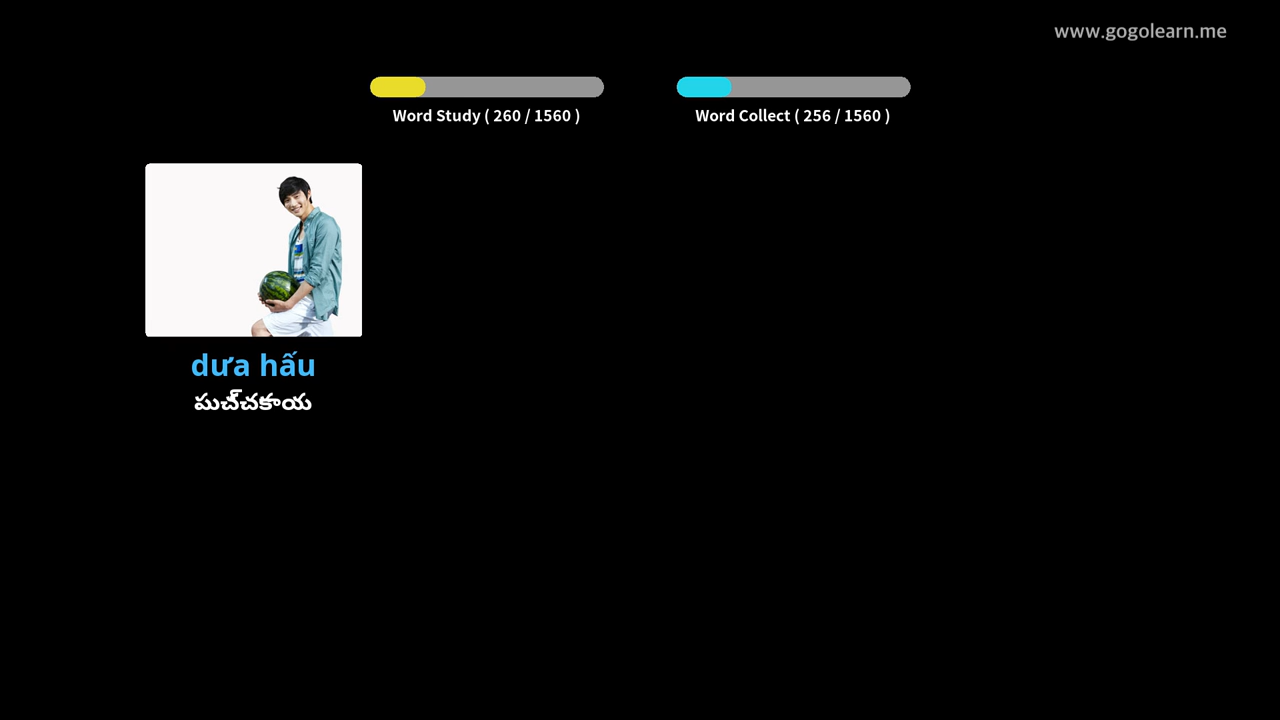 www.gogolearn.me
Word Study ( 260 / 1560 )
Word Collect ( 256 / 1560 )
dưa hấu
పుచ్చకాయ